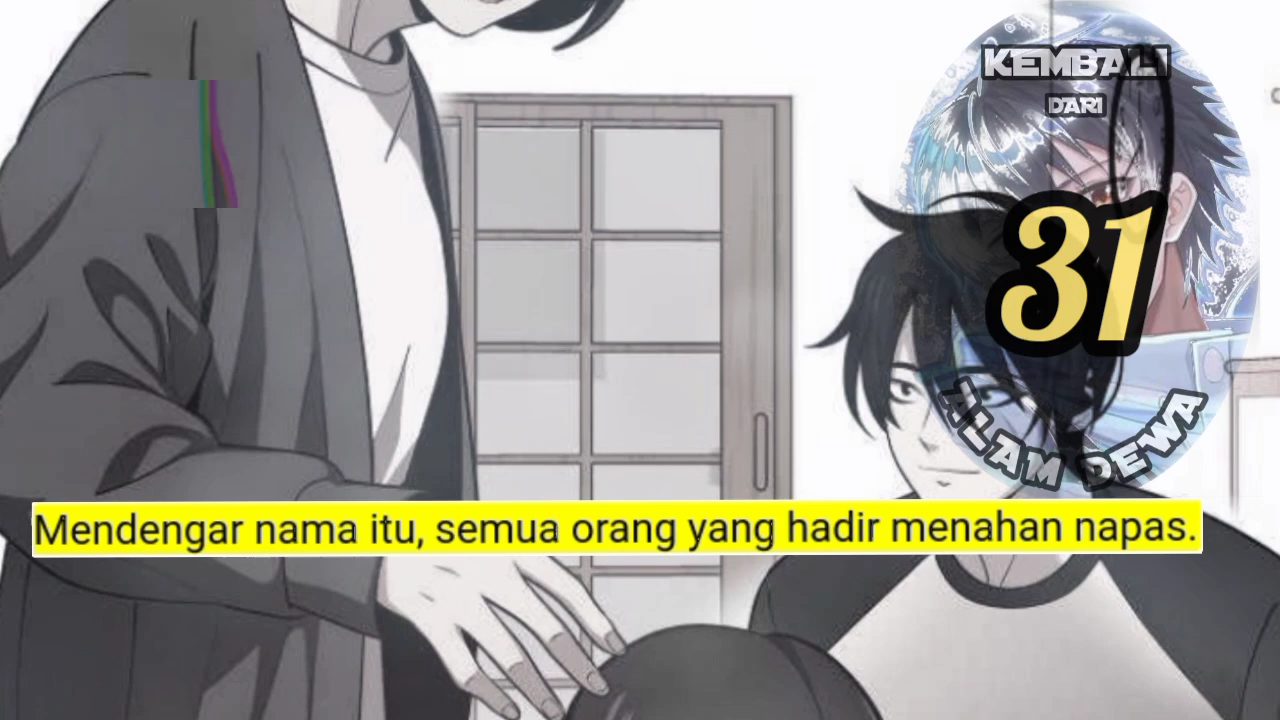 KEMBALI
DARI
31
ALAM DEWA
Mendengar nama itu, semua orang yang hadir menahan napas.